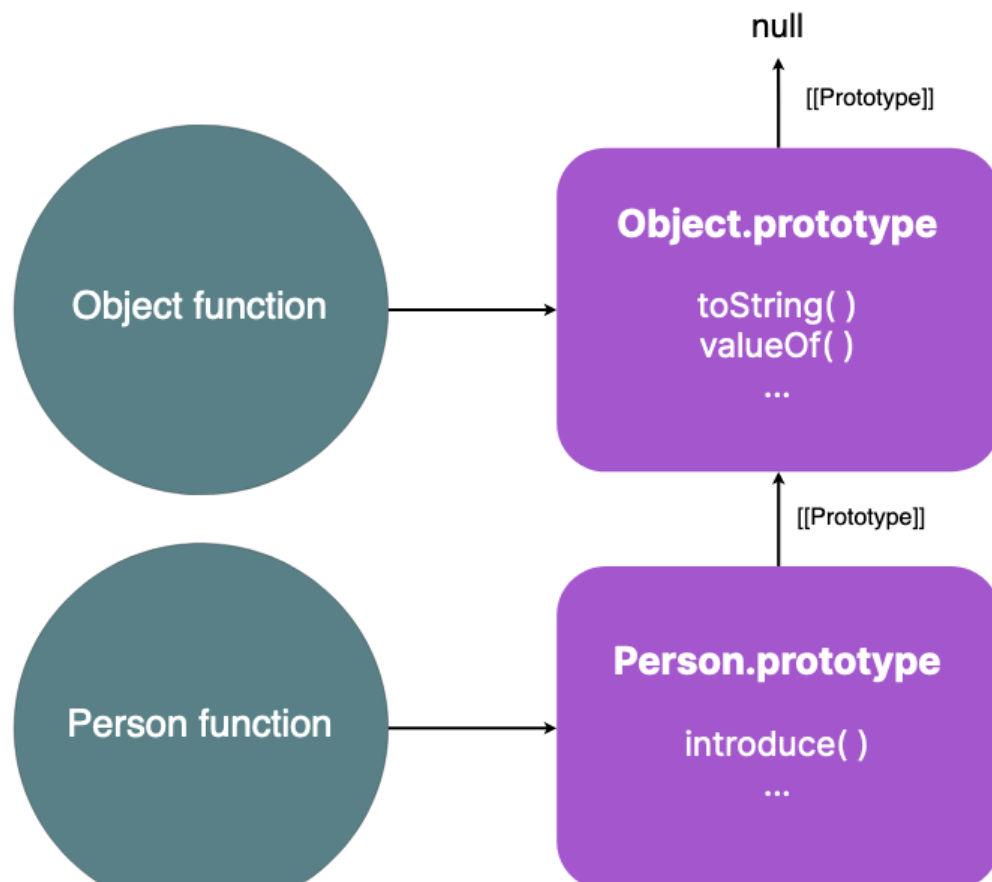 null
[[Prototype]]
Object function
Object.prototype
toString( )
valueOf( )
...
[[Prototype]]
Person function
Person.prototype
introduce( )
...